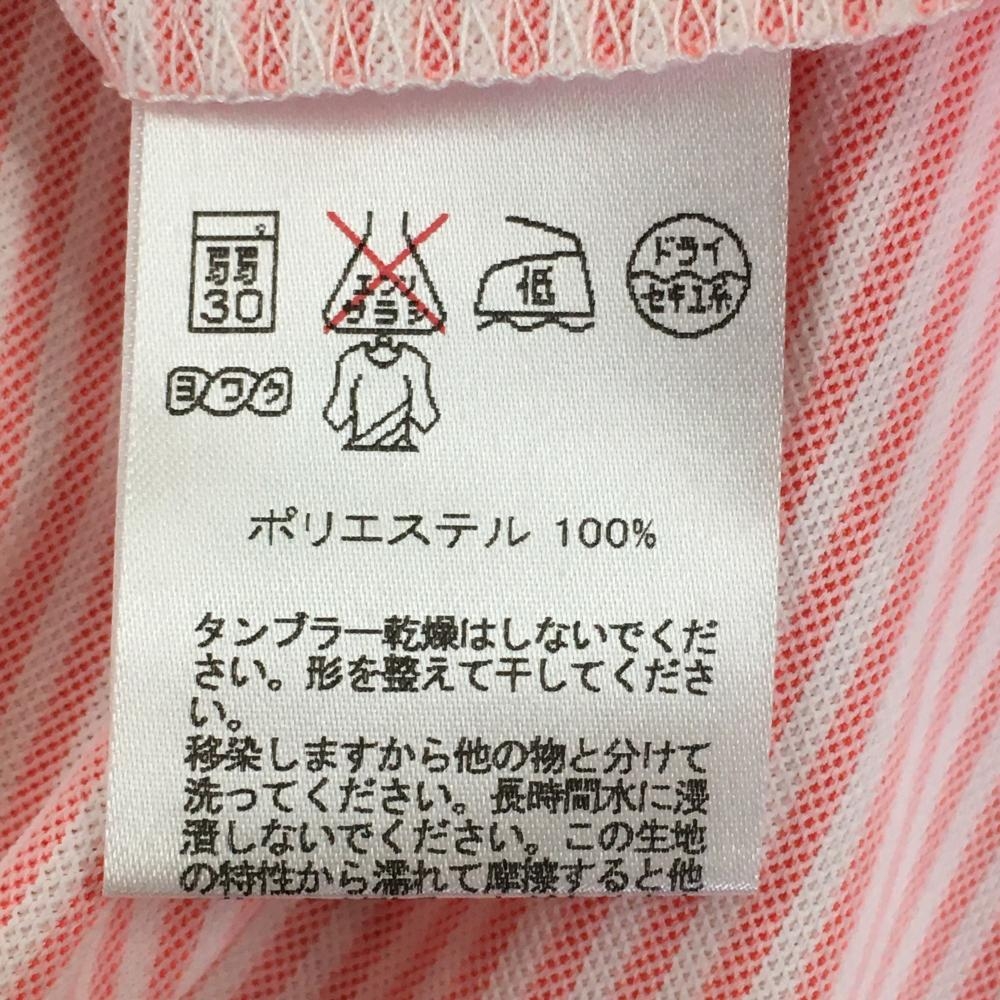 弱
30
エンソ
サラシ
低
ドライ
セキユ系
ヨワク
ポリエステル 100%
タンブラー乾燥はしないでくだ
さい。形を整えて干してくださ
い。
移染しますから他の物と分けて
洗ってください。長時間水に浸
漬しないでください。この生地
の特性から濡れて摩擦すると他